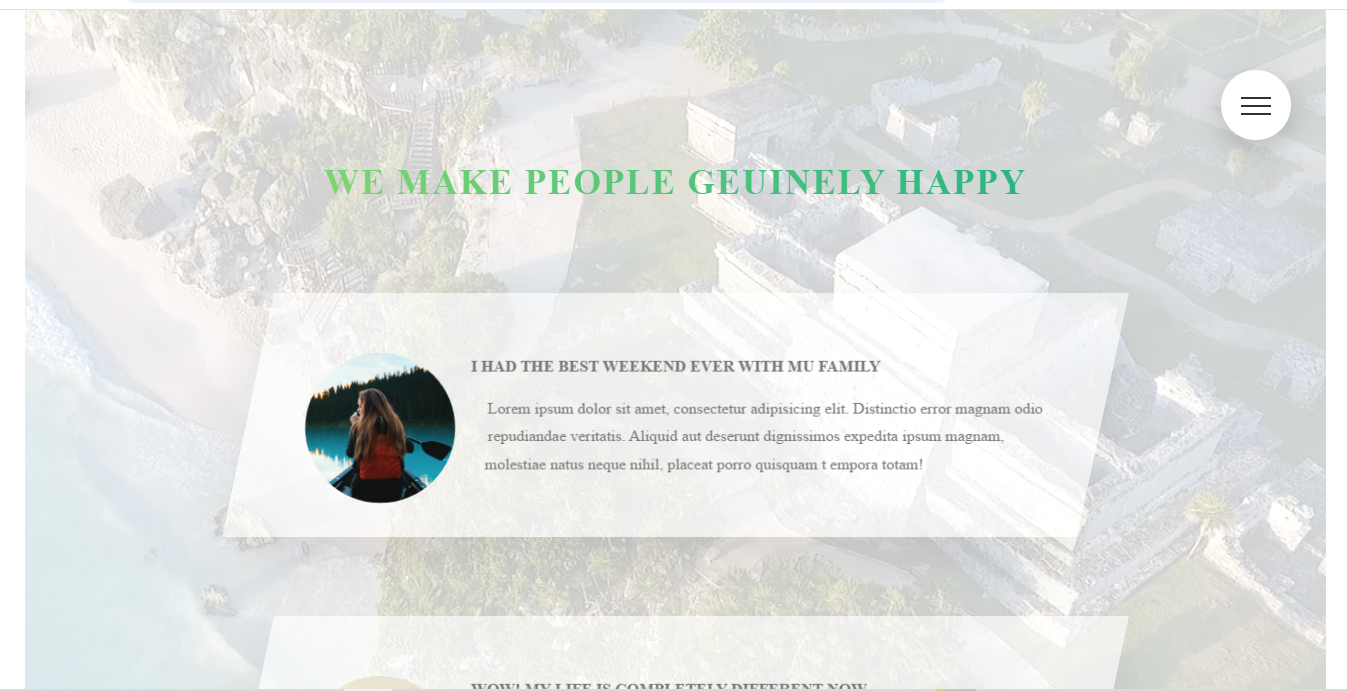 WE MAKE PEOPLE GEUINELY HAPPY
I HAD THE BEST WEEKEND EVER WITH MU FAMILY
Lorem ipsum dolor sit amet, consectetur adipisicing elit. Distinctio error magnam odio
repudiandae veritatis. Aliquid aut deserunt dignissimos expedita ipsum magnam,
molestiae natus neque nihil, placeat porro quisquam t empora totam!
WOW! MY LIFE IS COMPLETELY DIFFERENT NOW